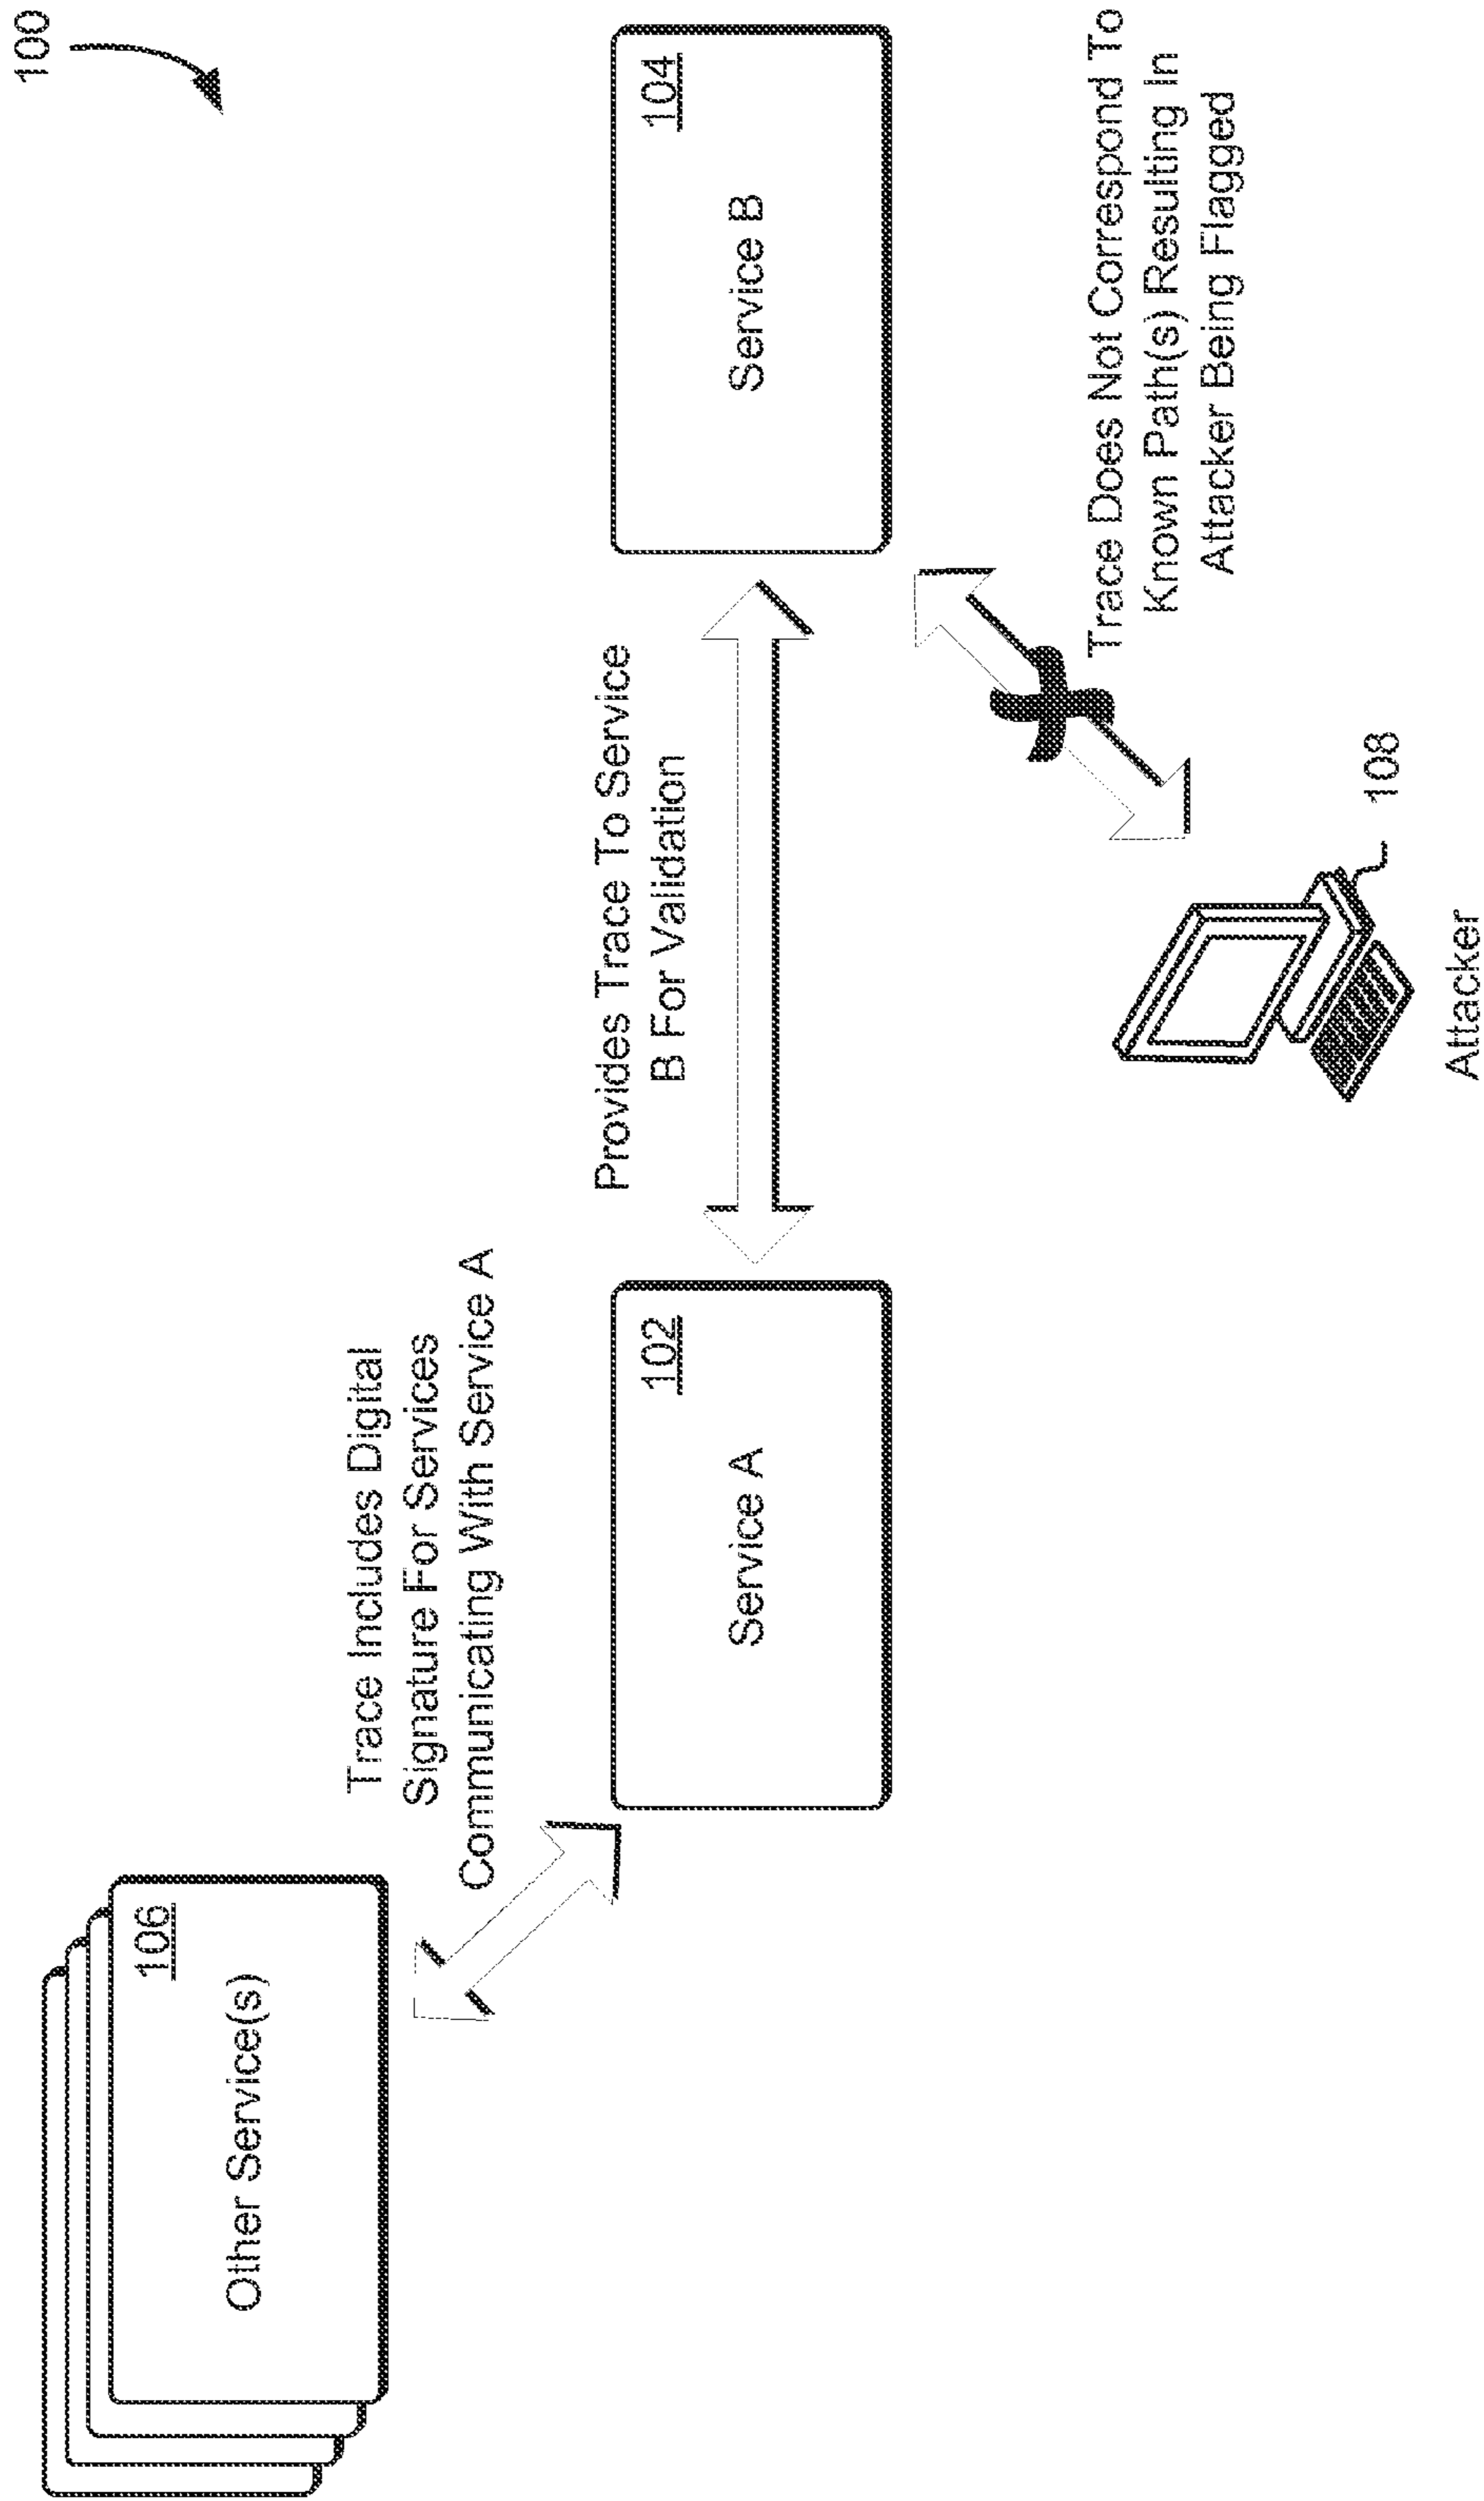 100
106
Other Service(s)
Trace Includes Digital
Signature For Services
Communicating With Service A
102
Service A
Provides Trace To Service
B For Validation
104
Service B
Trace Does Not Correspond To
Known Path(s) Resulting In
Attacker Being Flagged
108
Attacker